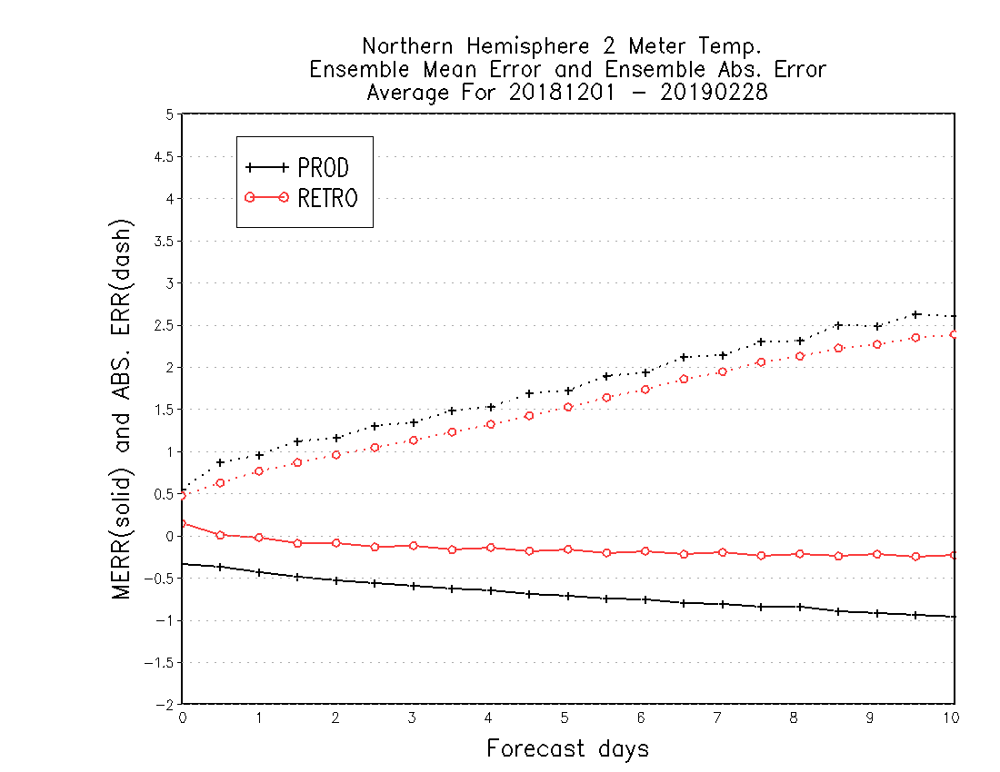 Northern Hemisphere 2 Meter Temp.
Ensemble Mean Error and Ensemble Abs. Error
Average For 20181201 - 20190228
PROD
RETRO
MERR(solid) and ABS. ERR(dash)
5
4.5
4
3.5
3
2.5
2
1.5
1
0.5
0
-0.5
-1
-1.5
-2
0 1 2 3 4 5 6 7 8 9 10
Forecast days